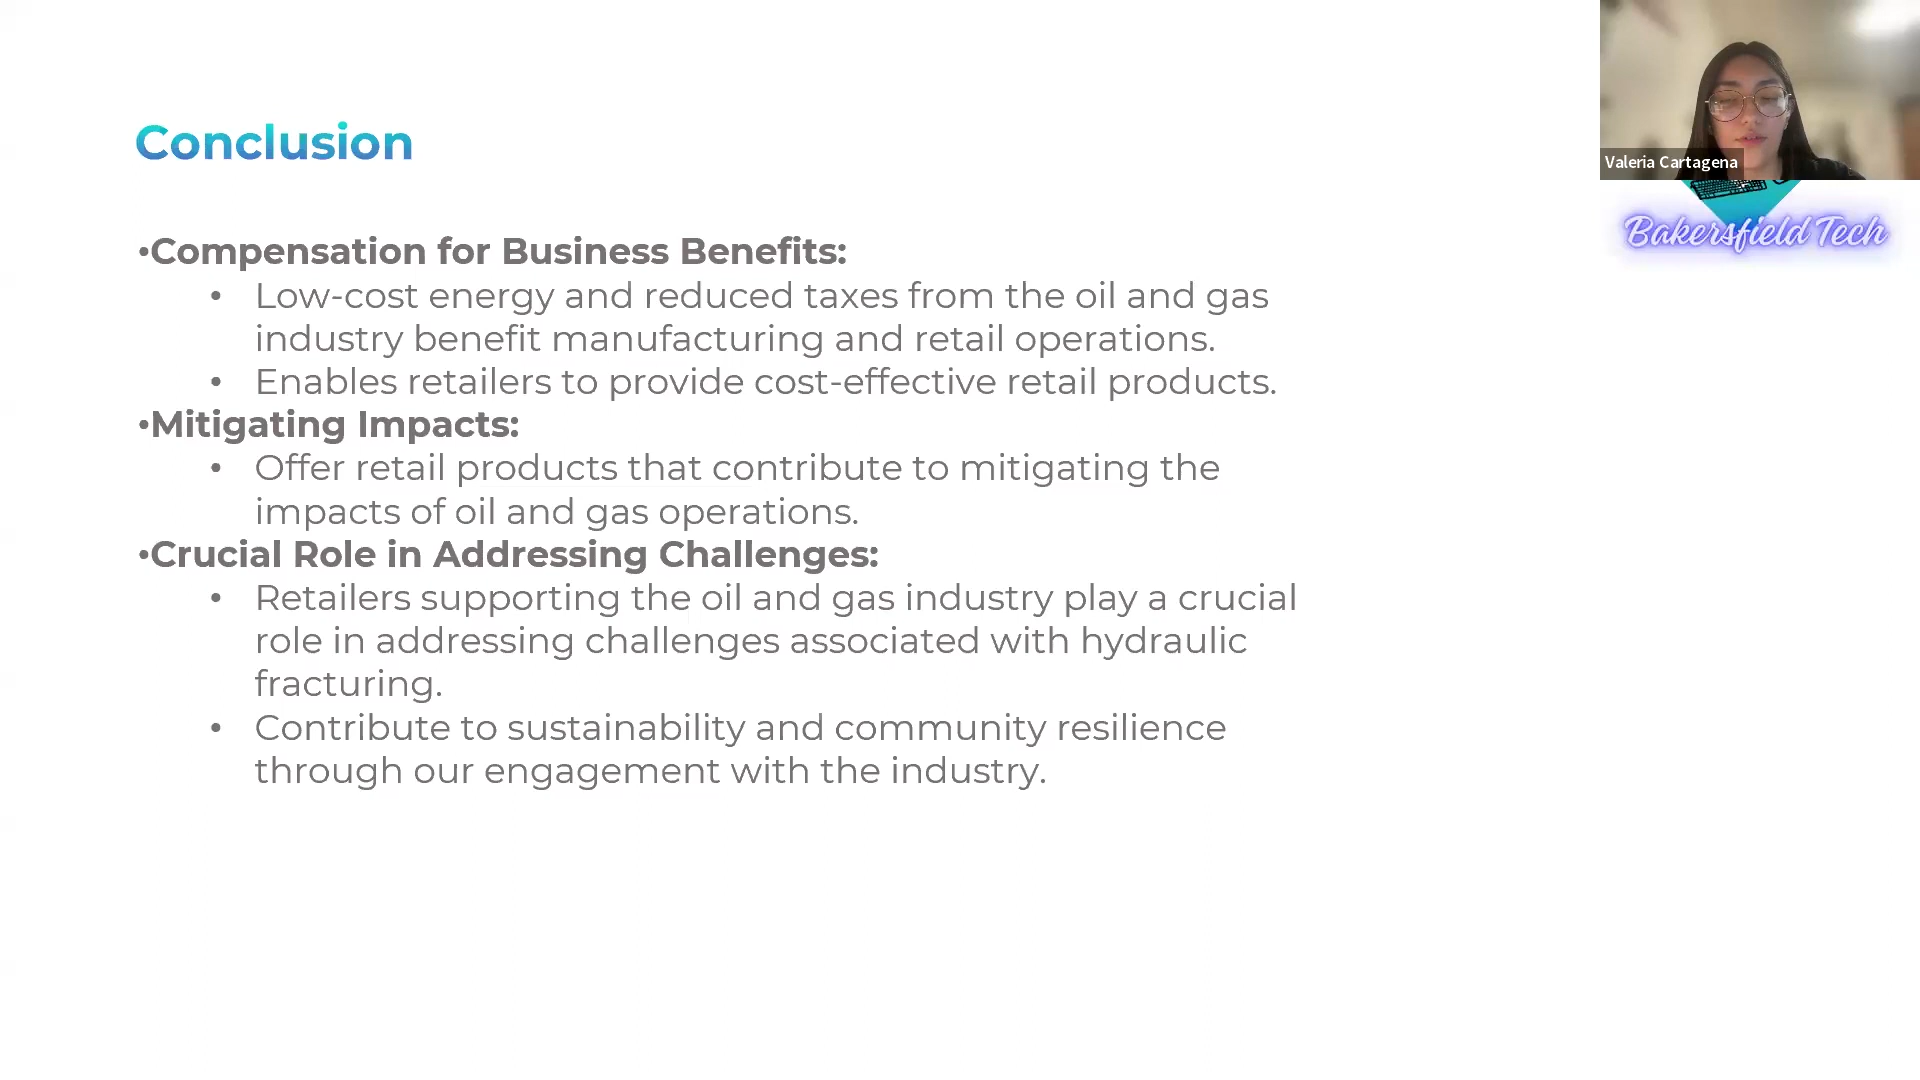 Conclusion
•Compensation for Business Benefits:
• Low-cost energy and reduced taxes from the oil and gas
industry benefit manufacturing and retail operations.
• Enables retailers to provide cost-effective retail products.
•Mitigating Impacts:
• Offer retail products that contribute to mitigating the
impacts of oil and gas operations.
•Crucial Role in Addressing Challenges:
• Retailers supporting the oil and gas industry play a crucial
role in addressing challenges associated with hydraulic
fracturing.
• Contribute to sustainability and community resilience
through our engagement with the industry.
Valeria Cartagena
Bakersfield Tech